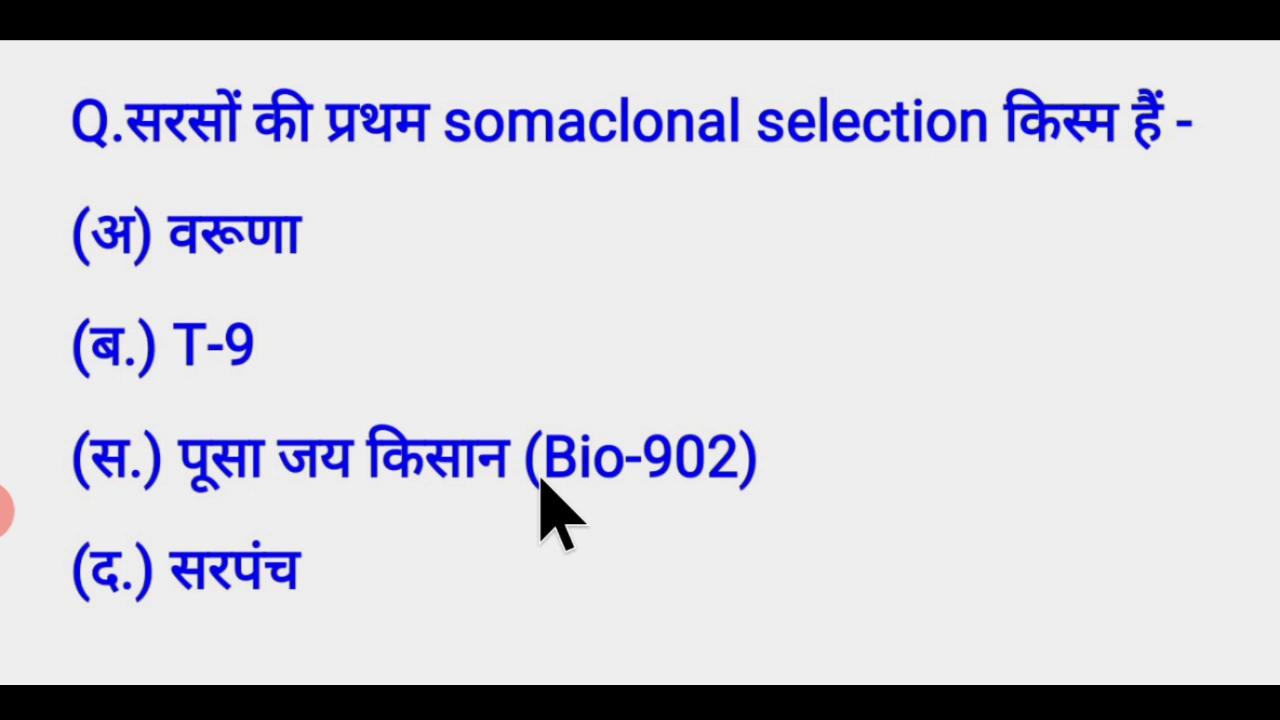 Q.सरसों की प्रथम somaclonal selection किस्म हैं -
(अ) वरूणा
(ब.) T-9
(स.) पूसा जय किसान (Bio-902)
(द.) सरपंच